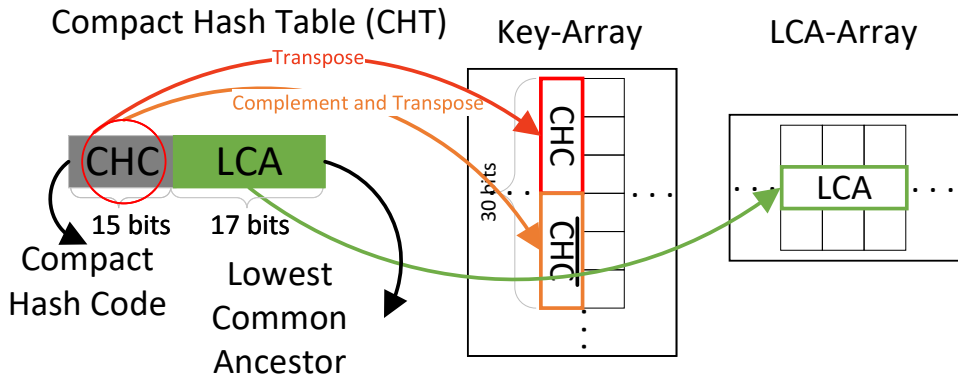 Compact Hash Table (CHT)
Key-Array
LCA-Array
Transpose
Complement and Transpose
CHC
LCA
15 bits
17 bits
Compact
Hash Code
Lowest
Common
Ancestor
30 bits
CHC
C̅H̅C̅
. . .
. . .
. . .
LCA
. . .